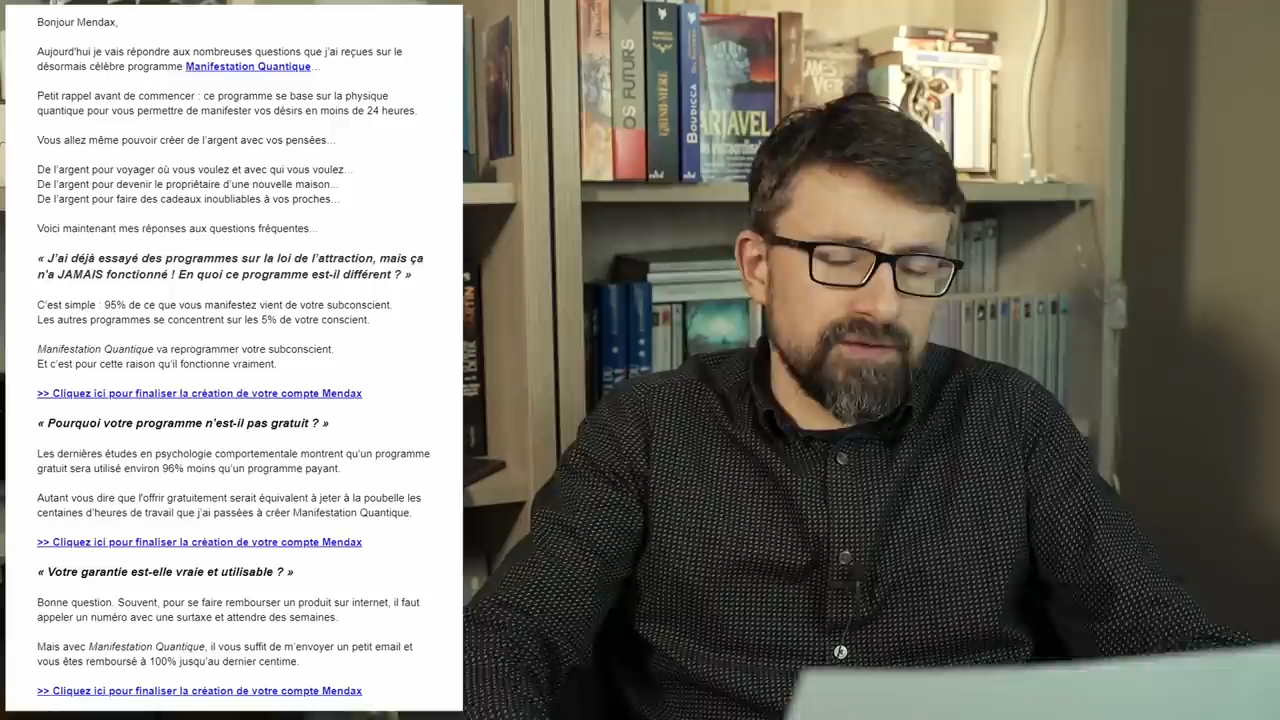 Bonjour Mendax,
Aujourd'hui je vais répondre aux nombreuses questions que j'ai reçues sur le
désormais célèbre programme Manifestation Quantique…
Petit rappel avant de commencer : ce programme se base sur la physique
quantique pour vous permettre de manifester vos désirs en moins de 24 heures.
Vous allez même pouvoir créer de l'argent avec vos pensées…
De l'argent pour voyager où vous voulez et avec qui vous voulez…
De l'argent pour devenir le propriétaire d'une nouvelle maison…
De l'argent pour faire des cadeaux inoubliables à vos proches…
Voici maintenant mes réponses aux questions fréquentes…
« J'ai déjà essayé des programmes sur la loi de l'attraction, mais ça
n'a JAMAIS fonctionné ! En quoi ce programme est-il différent ? »
C'est simple : 95% de ce que vous manifestez vient de votre subconscient.
Les autres programmes se concentrent sur les 5% de votre conscient.
Manifestation Quantique va reprogrammer votre subconscient.
Et c'est pour cette raison qu'il fonctionne vraiment.
>> Cliquez ici pour finaliser la création de votre compte Mendax
« Pourquoi votre programme n'est-il pas gratuit ? »
Les dernières études en psychologie comportementale montrent qu'un programme
gratuit sera utilisé environ 96% moins qu'un programme payant.
Autant vous dire que l'offrir gratuitement serait équivalent à jeter à la poubelle les
centaines d'heures de travail que j'ai passées à créer Manifestation Quantique.
>> Cliquez ici pour finaliser la création de votre compte Mendax
« Votre garantie est-elle vraie et utilisable ? »
Bonne question. Souvent, pour se faire rembourser un produit sur internet, il faut
appeler un numéro avec une surtaxe et attendre des semaines.
Mais avec Manifestation Quantique, il vous suffit de m'envoyer un petit email et
vous êtes remboursé à 100% jusqu'au dernier centime.
>> Cliquez ici pour finaliser la création de votre compte Mendax
OS FUTURS
BOUDICCA
ARJAVEL